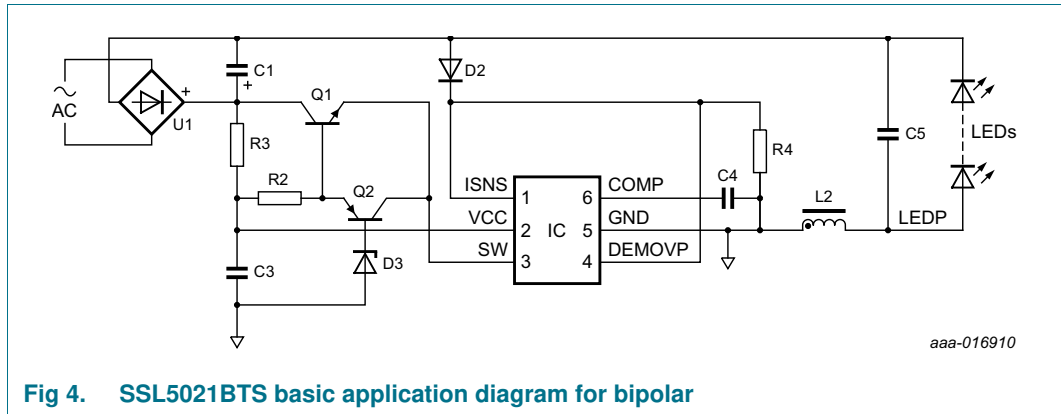 C1
+
D2
AC
+
U1
Q1
R3
R2
Q2
ISNS
VCC
SW
1
2
3
IC
6
5
4
COMP
GND
DEMOVP
C4
R4
L2
C5
LEDs
LEDP
C3
D3
aaa-016910
Fig 4. SSL5021BTS basic application diagram for bipolar